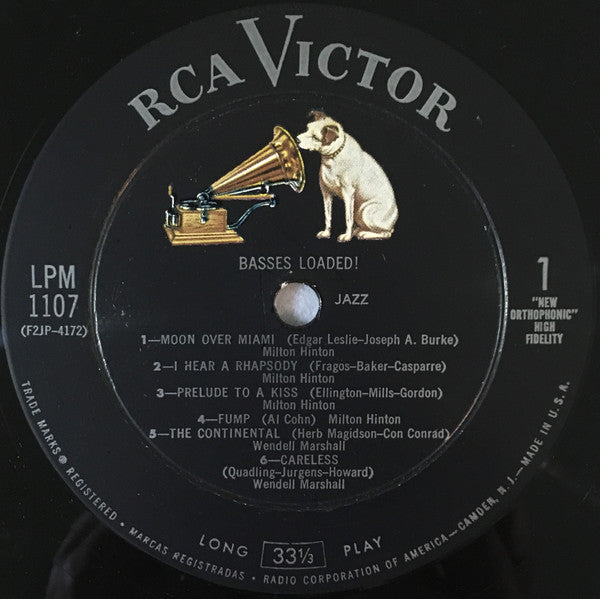 RCA VICTOR
BASSES LOADED!
LPM
1107
(F2JP-4172)
JAZZ
1
"NEW
ORTHOPHONIC"
HIGH
FIDELITY
1—MOON OVER MIAMI (Edgar Leslie-Joseph A. Burke)
Milton Hinton
2—I HEAR A RHAPSODY (Fragos-Baker-Gasparre)
Milton Hinton
3—PRELUDE TO A KISS (Ellington-Mills-Gordon)
Milton Hinton
4—FUMP (Al Cohn) Milton Hinton
5—THE CONTINENTAL (Herb Magidson-Con Conrad)
Wendell Marshall
6—CARELESS
(Quadling-Jurgens-Howard)
Wendell Marshall
LONG 33⅓ PLAY
TRADE MARKS ® REGISTERED • MARCAS REGISTRADAS • RADIO CORPORATION OF AMERICA—CAMDEN, N. J.—MADE IN U.S.A.